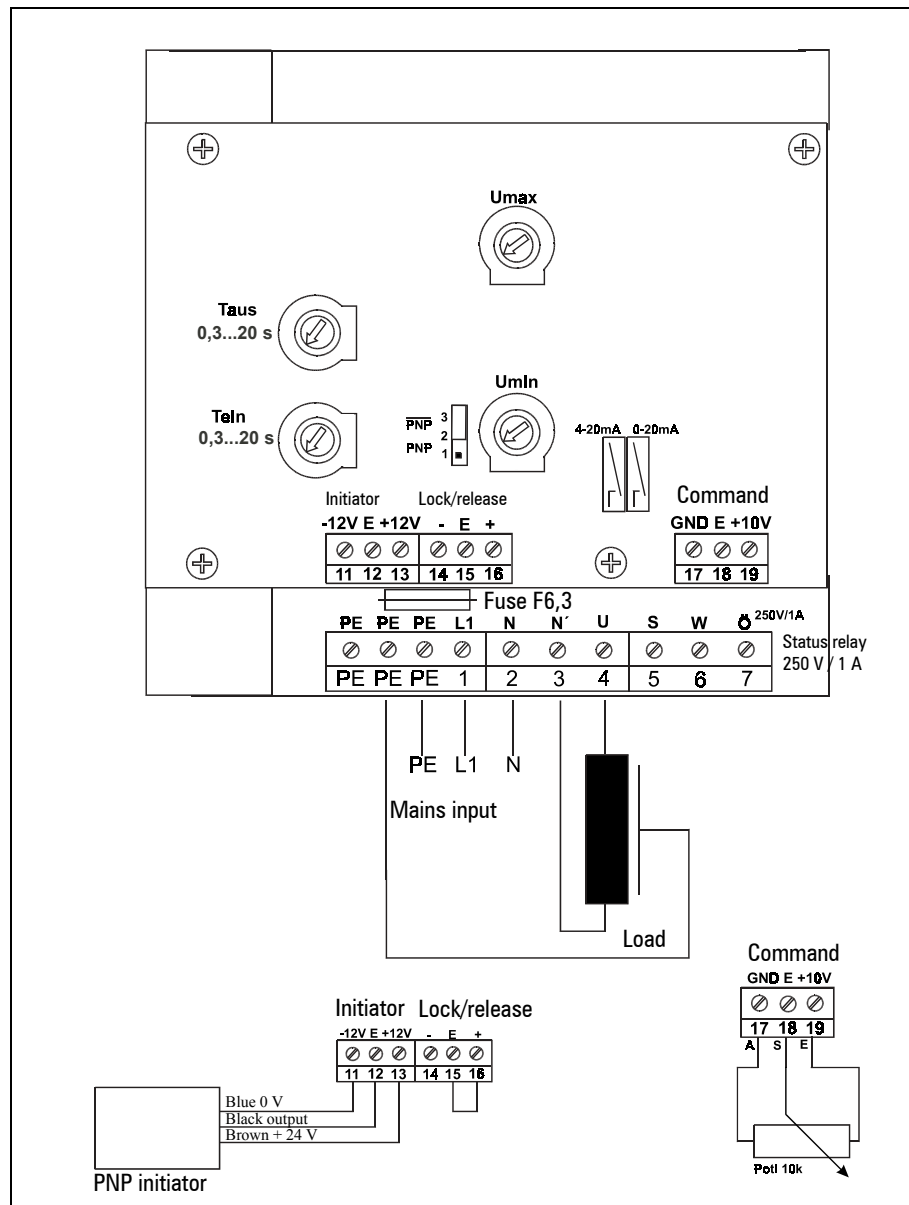 Umax
Taus
0,3...20 s
UmIn
TeIn
0,3...20 s
PNP 3
2
PNP 1
4-20mA 0-20mA
Initiator Lock/release Command
-12V E +12V - E + GND E +10V
11 12 13 14 15 16 17 18 19
Fuse F6,3
PE PE PE L1 N N´ U S W 250V/1A
Status relay
250 V / 1 A
PE PE PE 1 2 3 4 5 6 7
PE L1 N
Mains input
Load
Command
GND E +10V
17 18 19
A S E
PotI 10k
Initiator Lock/release
-12V E +12V - E +
11 12 13 14 15 16
Blue 0 V
Black output
Brown + 24 V
PNP initiator